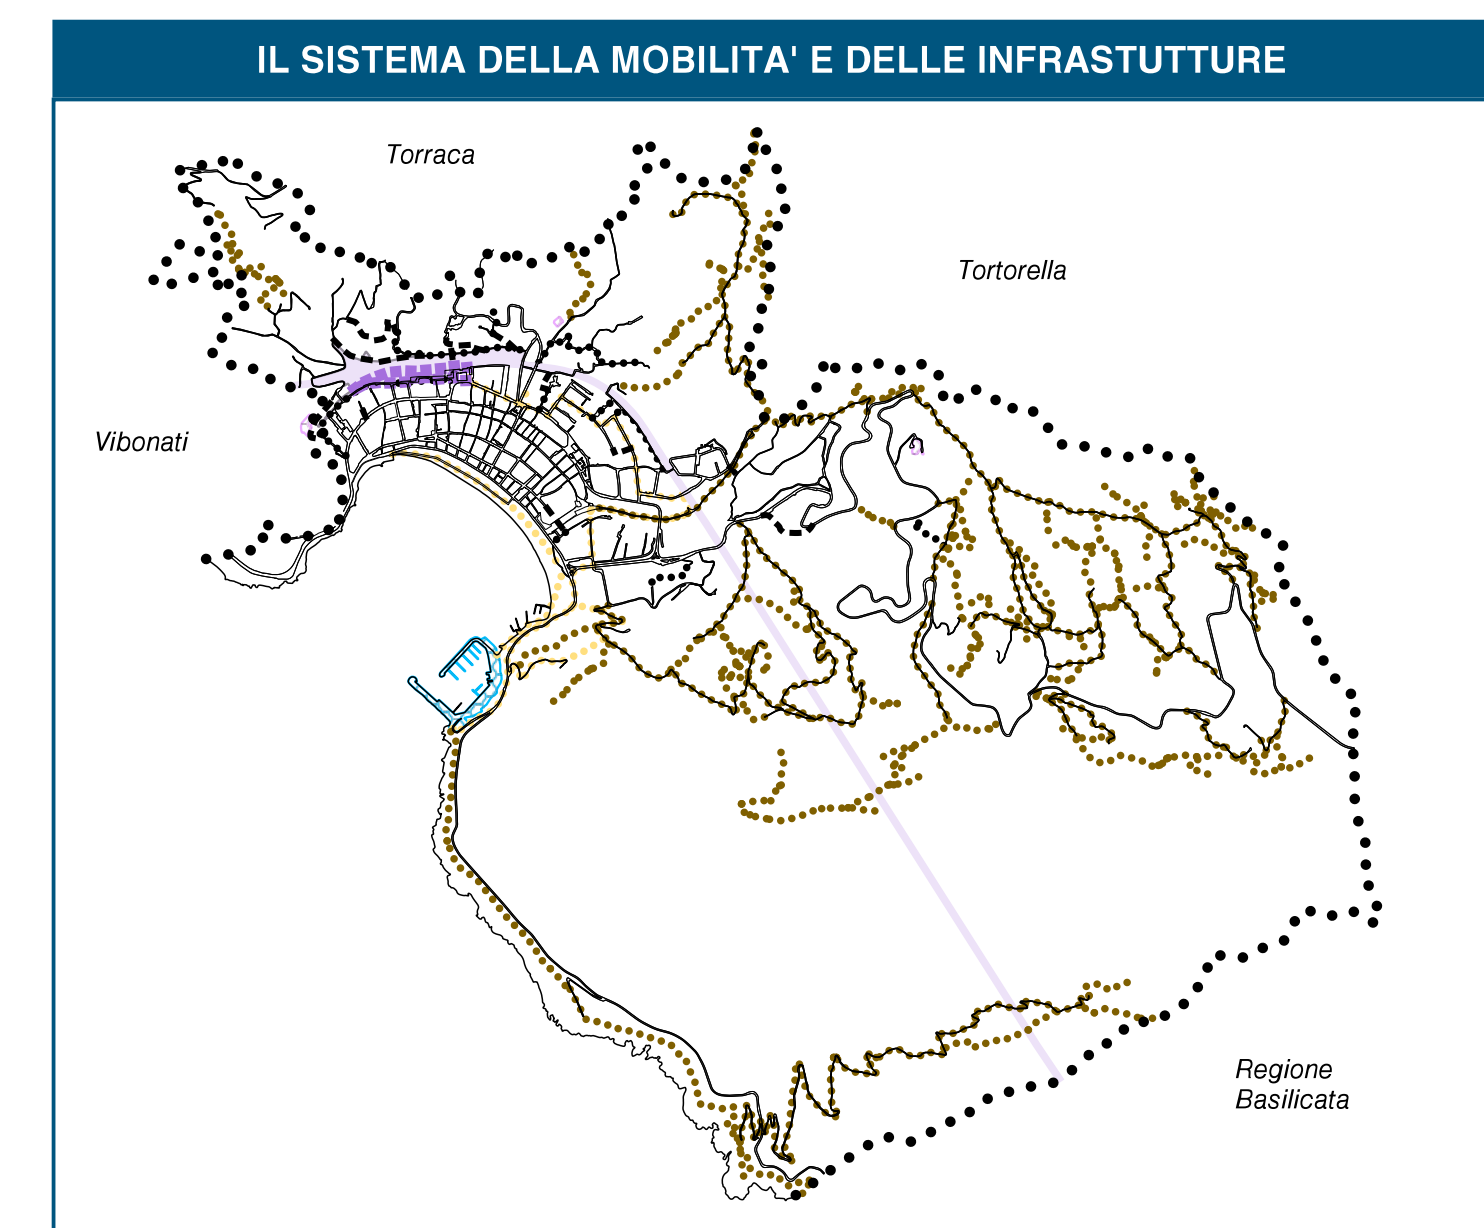 IL SISTEMA DELLA MOBILITA' E DELLE INFRASTUTTURE
Torraca
Tortorella
Vibonati
Regione
Basilicata